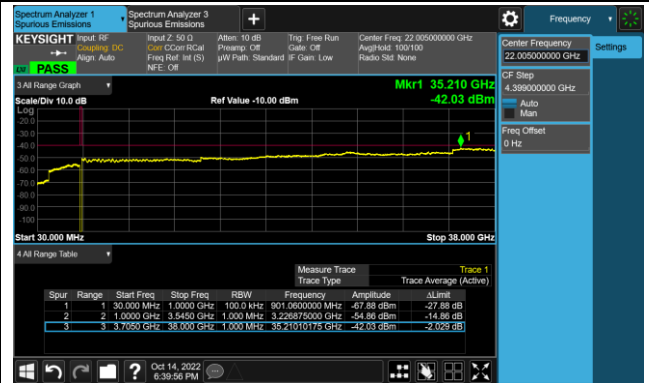 Spectrum Analyzer 1
Spurious Emissions
Spectrum Analyzer 3
Spurious Emissions
Frequency
KEYSIGHT
Input: RF
Coupling: DC
Align: Auto
PASS
Input Z: 50 Ω
Corr CCorr RCal
Freq Ref: Int (S)
NFE: Off
Atten: 10 dB
Preamp: Off
µW Path: Standard
Trig: Free Run
Gate: Off
IF Gain: Low
Center Freq: 22.005000000 GHz
Avg|Hold: 100/100
Radio Std: None
Center Frequency
22.005000000 GHz
Settings
CF Step
4.399000000 GHz
Auto
Man
Freq Offset
0 Hz
3 All Range Graph
Mkr1 35.210 GHz
-42.03 dBm
Scale/Div 10.0 dB
Ref Value -10.00 dBm
Log
-20.0
-30.0
-40.0
-50.0
-60.0
-70.0
-80.0
-90.0
-100
1
Start 30.000 MHz
Stop 38.000 GHz
4 All Range Table
Measure Trace Trace 1
Trace Type Trace Average (Active)
Spur Range Start Freq Stop Freq RBW Frequency Amplitude ΔLimit
1 1 30.000 MHz 1.0000 GHz 100.0 kHz 901.0600000 MHz -67.88 dBm -27.88 dB
2 2 1.0000 GHz 3.5450 GHz 1.000 MHz 3.226875000 GHz -54.86 dBm -14.86 dB
3 3 3.7050 GHz 38.000 GHz 1.000 MHz 35.21010175 GHz -42.03 dBm -2.029 dB
?
Oct 14, 2022
6:39:56 PM